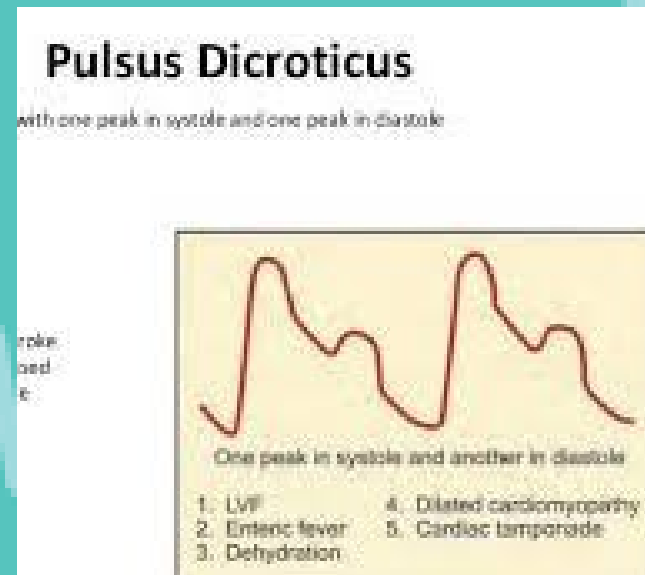 Pulsus Dicroticus
with one peak in systole and one peak in diastole
One peak in systole and another in diastole
1. LVF
2. Enteric fever
3. Dehydration
4. Dilated cardiomyopathy
5. Cardiac tamponade